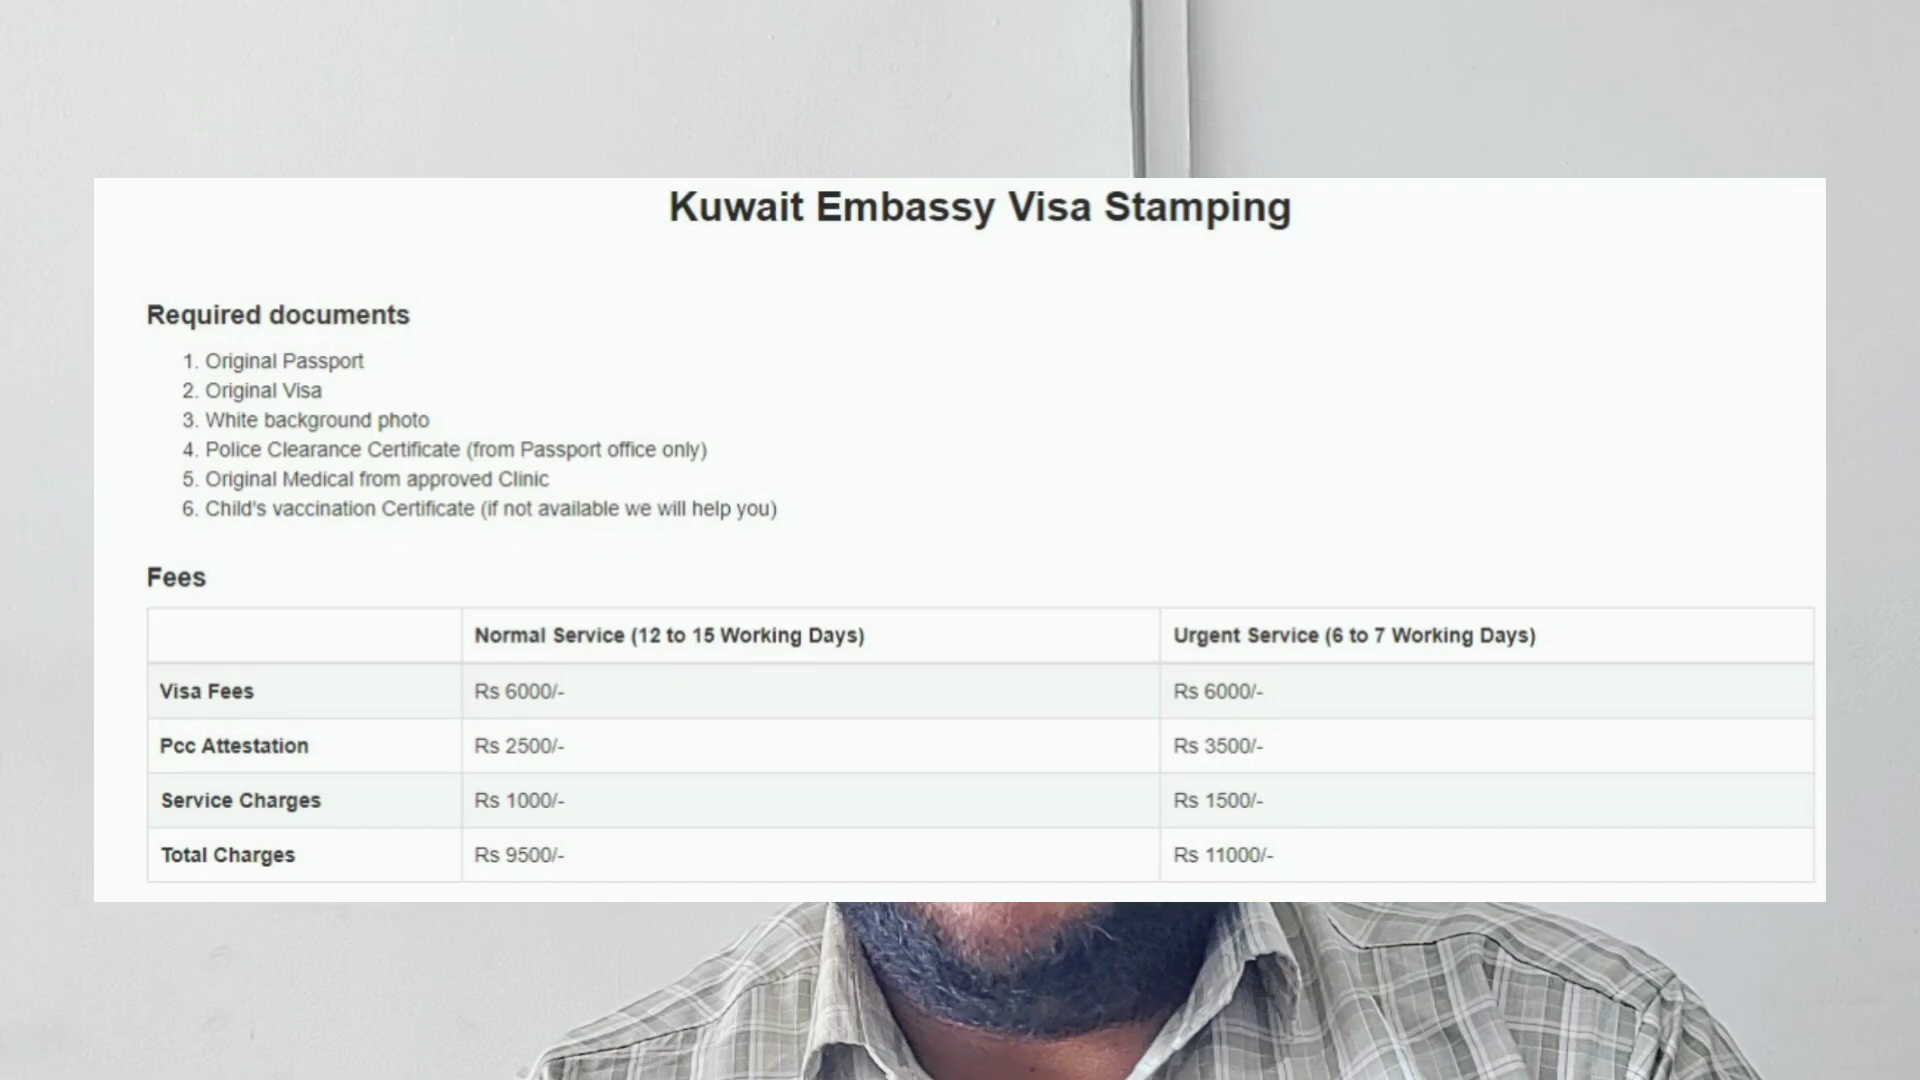 Kuwait Embassy Visa Stamping
Required documents
1. Original Passport
2. Original Visa
3. White background photo
4. Police Clearance Certificate (from Passport office only)
5. Original Medical from approved Clinic
6. Child's vaccination Certificate (if not available we will help you)
Fees
Normal Service (12 to 15 Working Days) Urgent Service (6 to 7 Working Days)
Visa Fees Rs 6000/- Rs 6000/-
Pcc Attestation Rs 2500/- Rs 3500/-
Service Charges Rs 1000/- Rs 1500/-
Total Charges Rs 9500/- Rs 11000/-